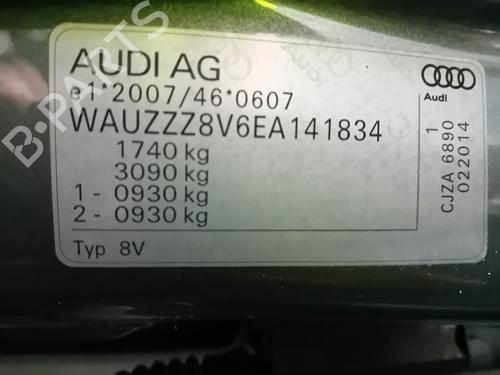 AUDI AG
e1*2007/46*0607
WAUZZZ8V6EA141834
1740 kg
3090 kg
1 - 0930 kg
2 - 0930 kg
Typ 8V
Audi
CJZA 6890 1
022014
B-PARTS